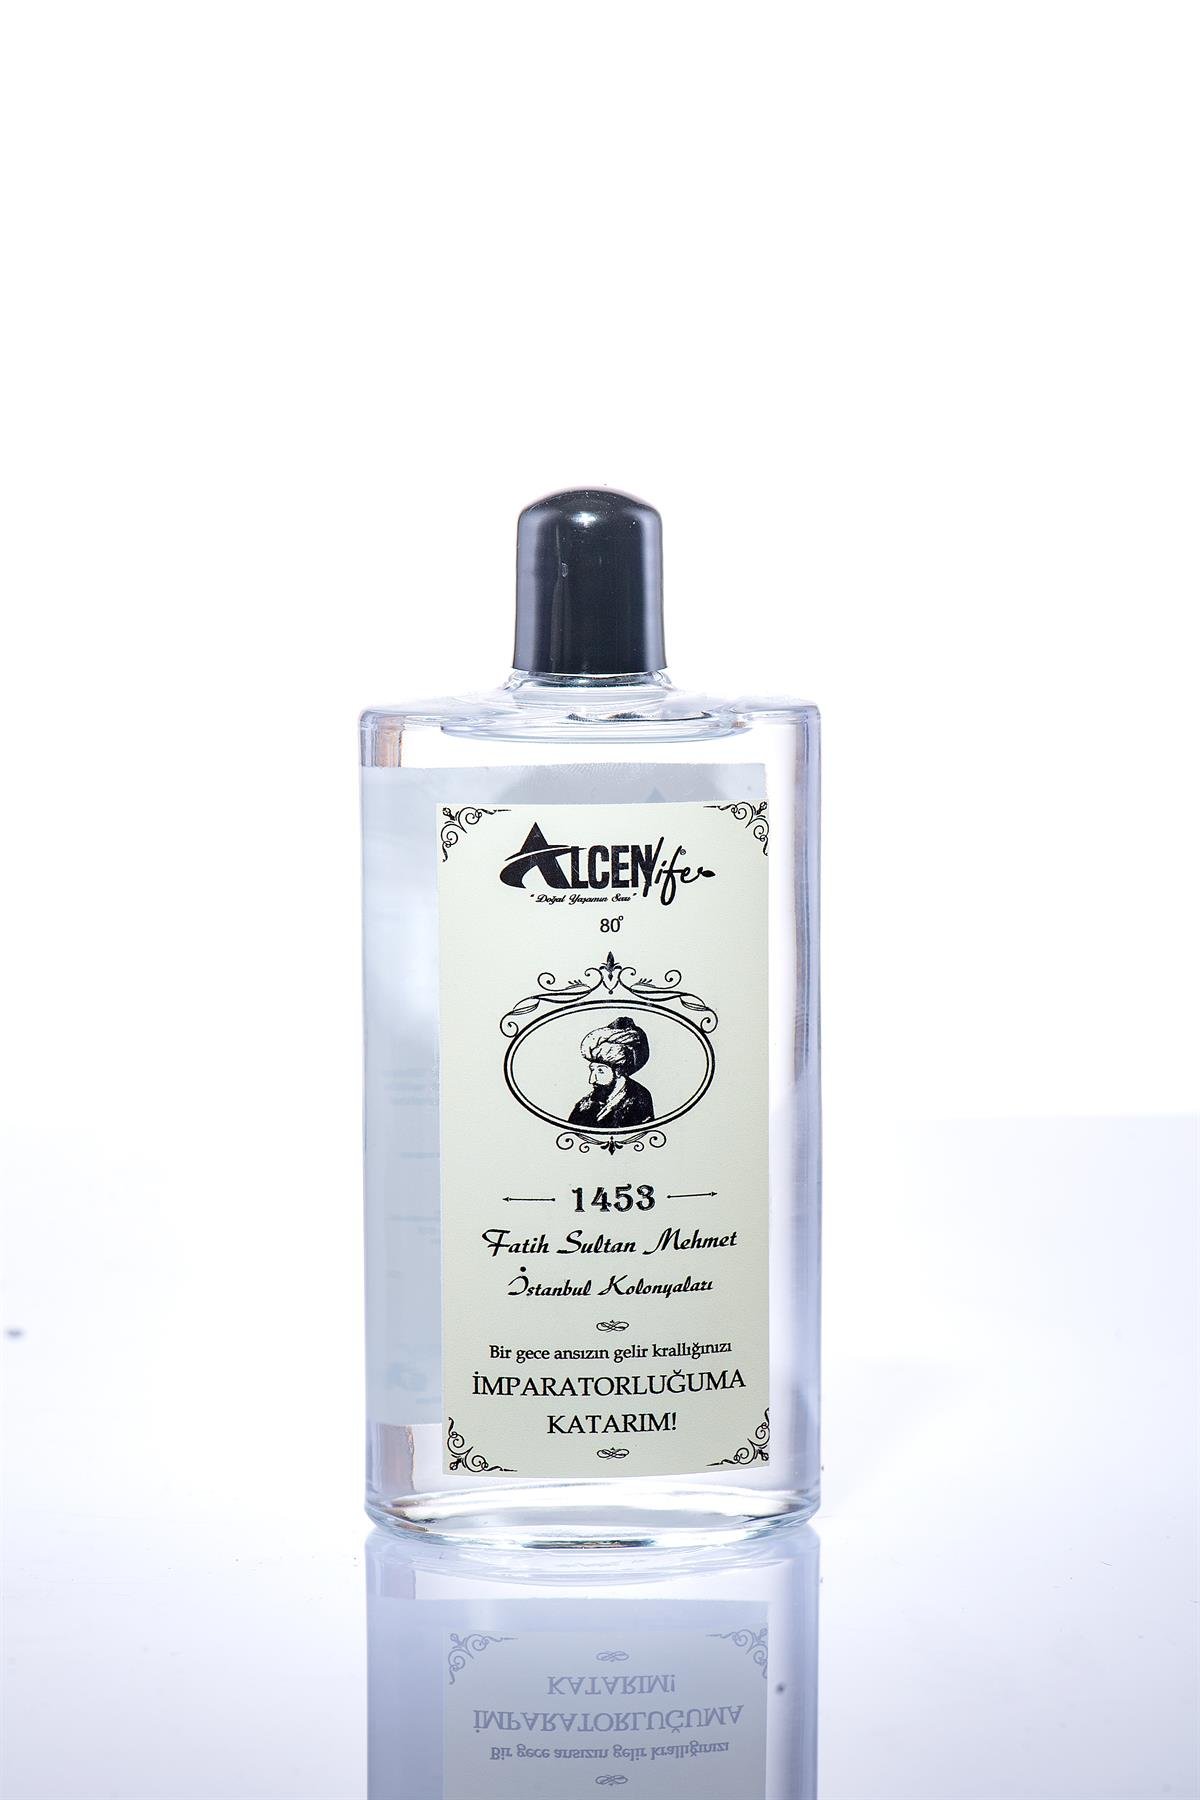 ALCENlife
"Doğal Yaşamın Sırrı"
80°
1453
Fatih Sultan Mehmet
İstanbul Kolonyaları
Bir gece ansızın gelir krallığınızı
İMPARATORLUĞUMA
KATARIM!